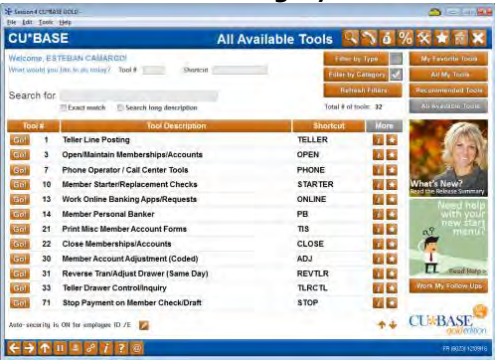 Session 4 CU*BASE GOLD -
File Edit Tools Help
CU*BASE All Available Tools
Welcome, ESTEBAN CAMARGO!
What would you like to do today? Tool # Shortcut
Filter by Type
Filter by Category
Refresh Filters
My Favorite Tools
All My Tools
Recommended Tools
All Available Tools
Search for
Exact match Search long description
Total # of tools: 32
Tool # Tool Description Shortcut More
Go! 1 Teller Line Posting TELLER
Go! 3 Open/Maintain Memberships/Accounts OPEN
Go! 7 Phone Operator / Call Center Tools PHONE
Go! 10 Member Starter/Replacement Checks STARTER
Go! 13 Work Online Banking Apps/Requests ONLINE
Go! 14 Member Personal Banker PB
Go! 21 Print Misc Member Account Forms TIS
Go! 22 Close Memberships/Accounts CLOSE
Go! 30 Member Account Adjustment (Coded) ADJ
Go! 31 Reverse Tran/Adjust Drawer (Same Day) REVTLR
Go! 33 Teller Drawer Control/Inquiry TLRCTL
Go! 71 Stop Payment on Member Check/Draft STOP
What's New?
Read the Release Summary
Need help
with your
new start
menu?
Read Help >
Work My Follow Ups
Auto-security is ON for employee ID /E
CU*BASE
gold edition